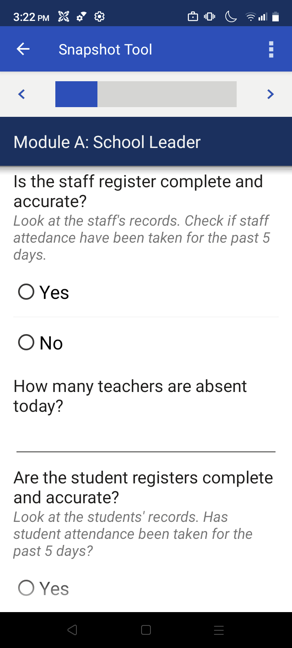 3:22 PM
Snapshot Tool
Module A: School Leader
Is the staff register complete and
accurate?
Look at the staff's records. Check if staff
attedance have been taken for the past 5
days.
Yes
No
How many teachers are absent
today?
Are the student registers complete
and accurate?
Look at the students' records. Has
student attendance been taken for the
past 5 days?
Yes